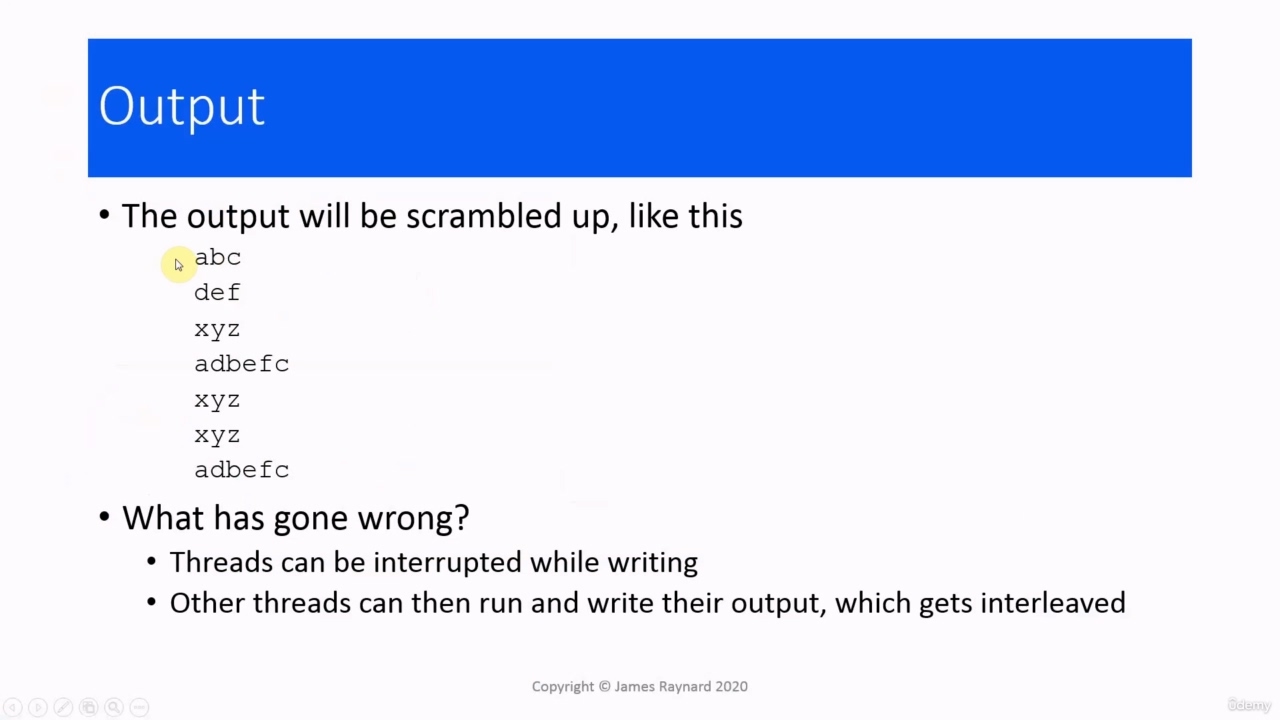 Output
• The output will be scrambled up, like this
abc
def
xyz
adbefc
xyz
xyz
adbefc
• What has gone wrong?
• Threads can be interrupted while writing
• Other threads can then run and write their output, which gets interleaved
Copyright © James Raynard 2020
ûdemy